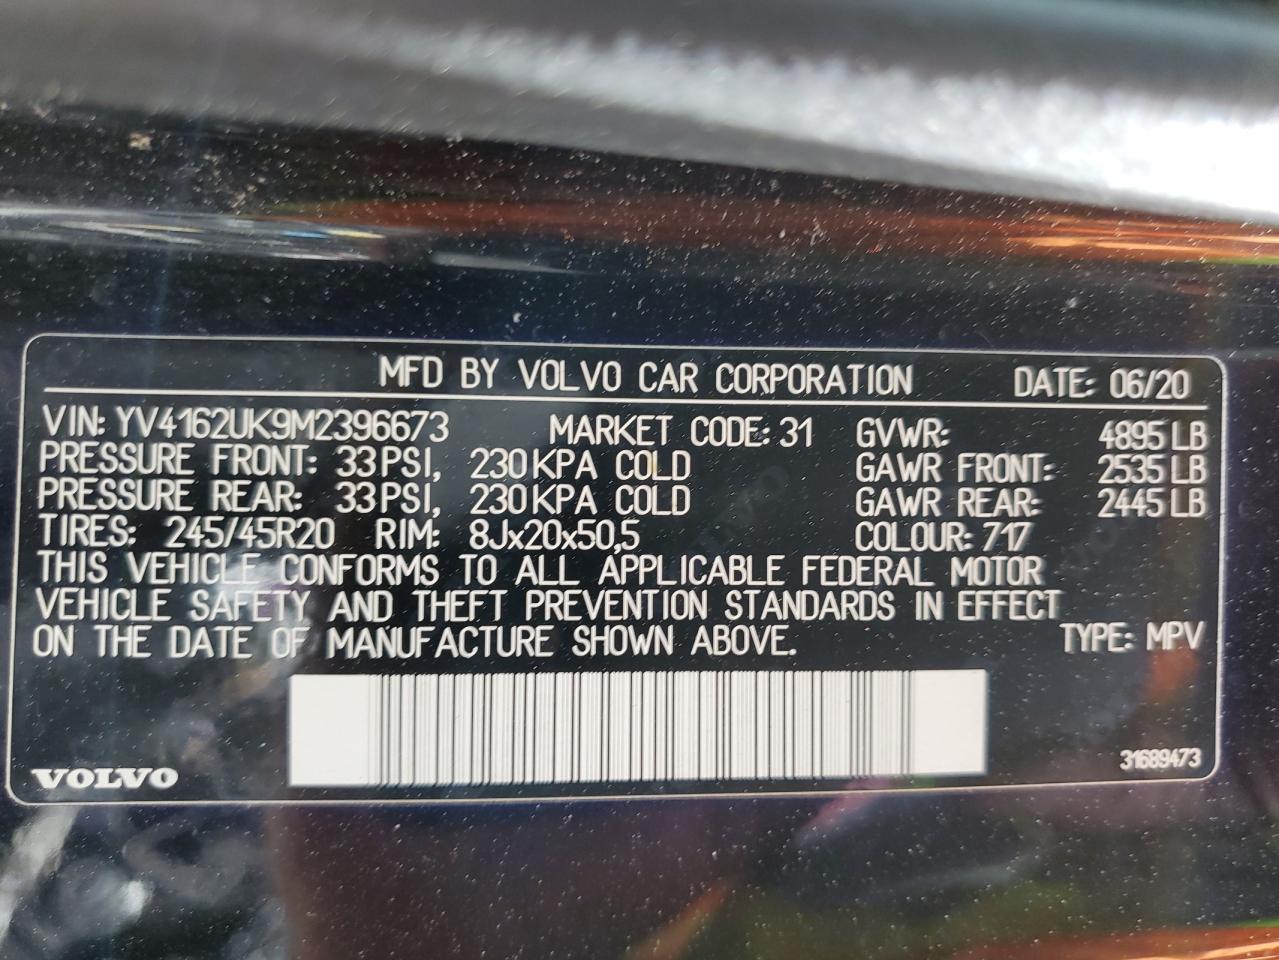 MFD BY VOLVO CAR CORPORATION DATE: 06/20
VIN: YV4162UK9M2396673 MARKET CODE: 31 GVWR: 4895 LB
PRESSURE FRONT: 33 PSI, 230 KPA COLD GAWR FRONT: 2535 LB
PRESSURE REAR: 33 PSI, 230 KPA COLD GAWR REAR: 2445 LB
TIRES: 245/45R20 RIM: 8Jx20x50,5 COLOUR: 717
THIS VEHICLE CONFORMS TO ALL APPLICABLE FEDERAL MOTOR
VEHICLE SAFETY AND THEFT PREVENTION STANDARDS IN EFFECT
ON THE DATE OF MANUFACTURE SHOWN ABOVE. TYPE: MPV
VOLVO 31689473